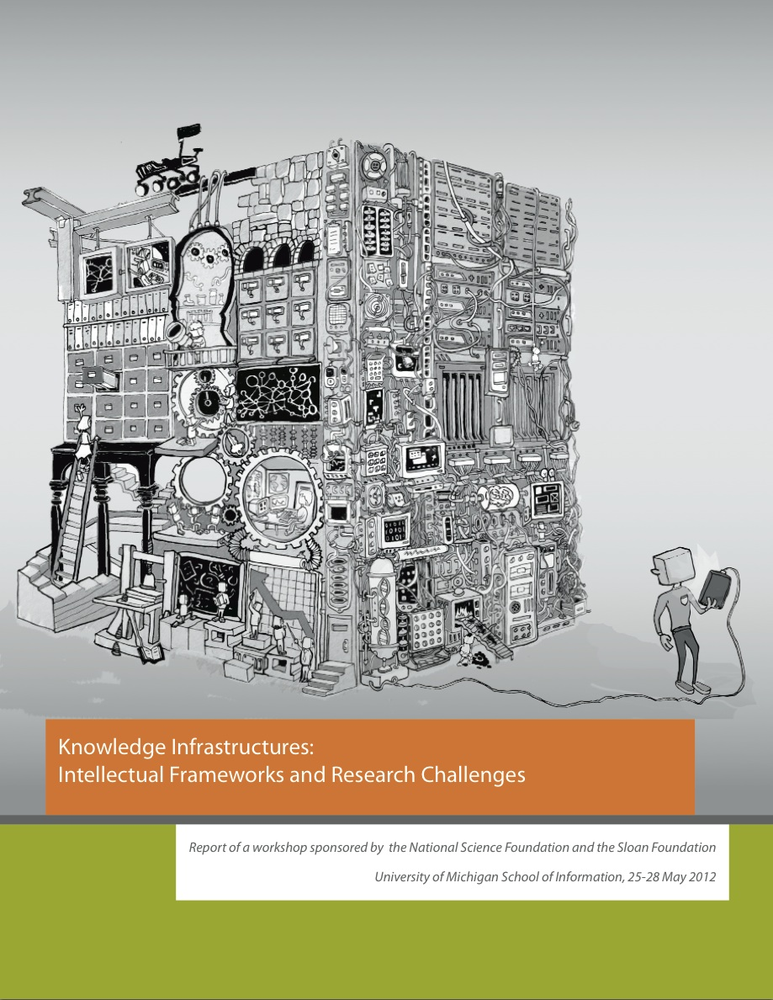 Knowledge Infrastructures:
Intellectual Frameworks and Research Challenges
Report of a workshop sponsored by the National Science Foundation and the Sloan Foundation
University of Michigan School of Information, 25-28 May 2012